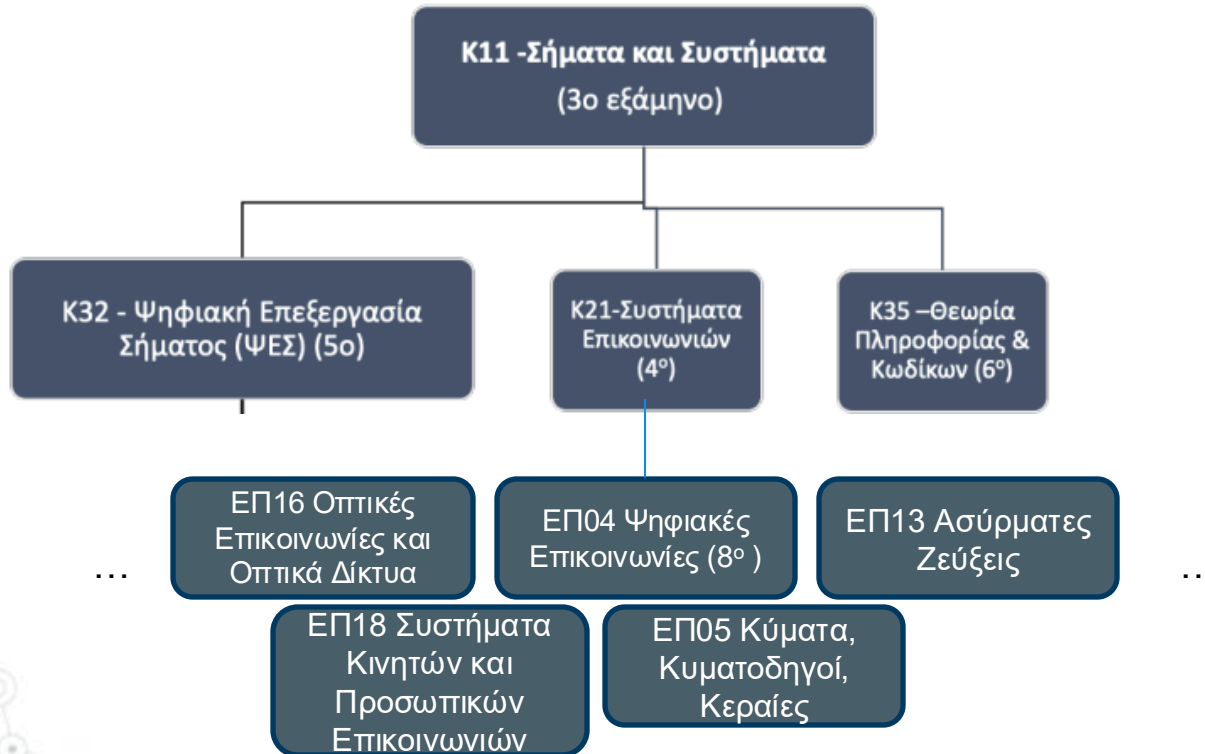 Κ11 -Σήματα και Συστήματα
(3ο εξάμηνο)
Κ32 - Ψηφιακή Επεξεργασία
Σήματος (ΨΕΣ) (5ο)
Κ21-Συστήματα
Επικοινωνιών
(4ο)
Κ35 –Θεωρία
Πληροφορίας &
Κωδίκων (6ο)
...
ΕΠ16 Οπτικές
Επικοινωνίες και
Οπτικά Δίκτυα
ΕΠ04 Ψηφιακές
Επικοινωνίες (8ο )
ΕΠ13 Ασύρματες
Ζεύξεις
..
ΕΠ18 Συστήματα
Κινητών και
Προσωπικών
Επικοινωνιών
ΕΠ05 Κύματα,
Κυματοδηγοί,
Κεραίες